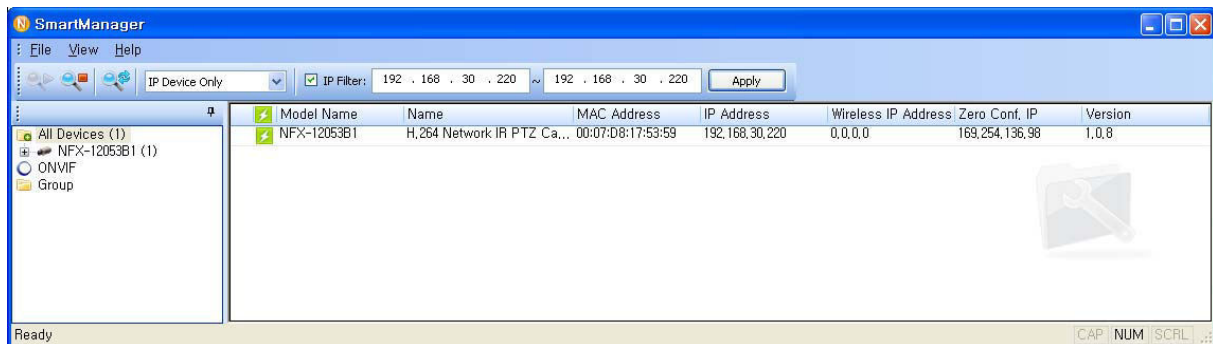 SmartManager
File View Help
IP Device Only IP Filter: 192 . 168 . 30 . 220 ~ 192 . 168 . 30 . 220 Apply
Model Name Name MAC Address IP Address Wireless IP Address Zero Conf. IP Version
All Devices (1) NFX-12053B1 H.264 Network IR PTZ Ca... 00:07:D8:17:53:59 192.168.30.220 0.0.0.0 169.254.136.98 1.0.8
NFX-12053B1 (1)
ONVIF
Group
Ready CAP NUM SCRL